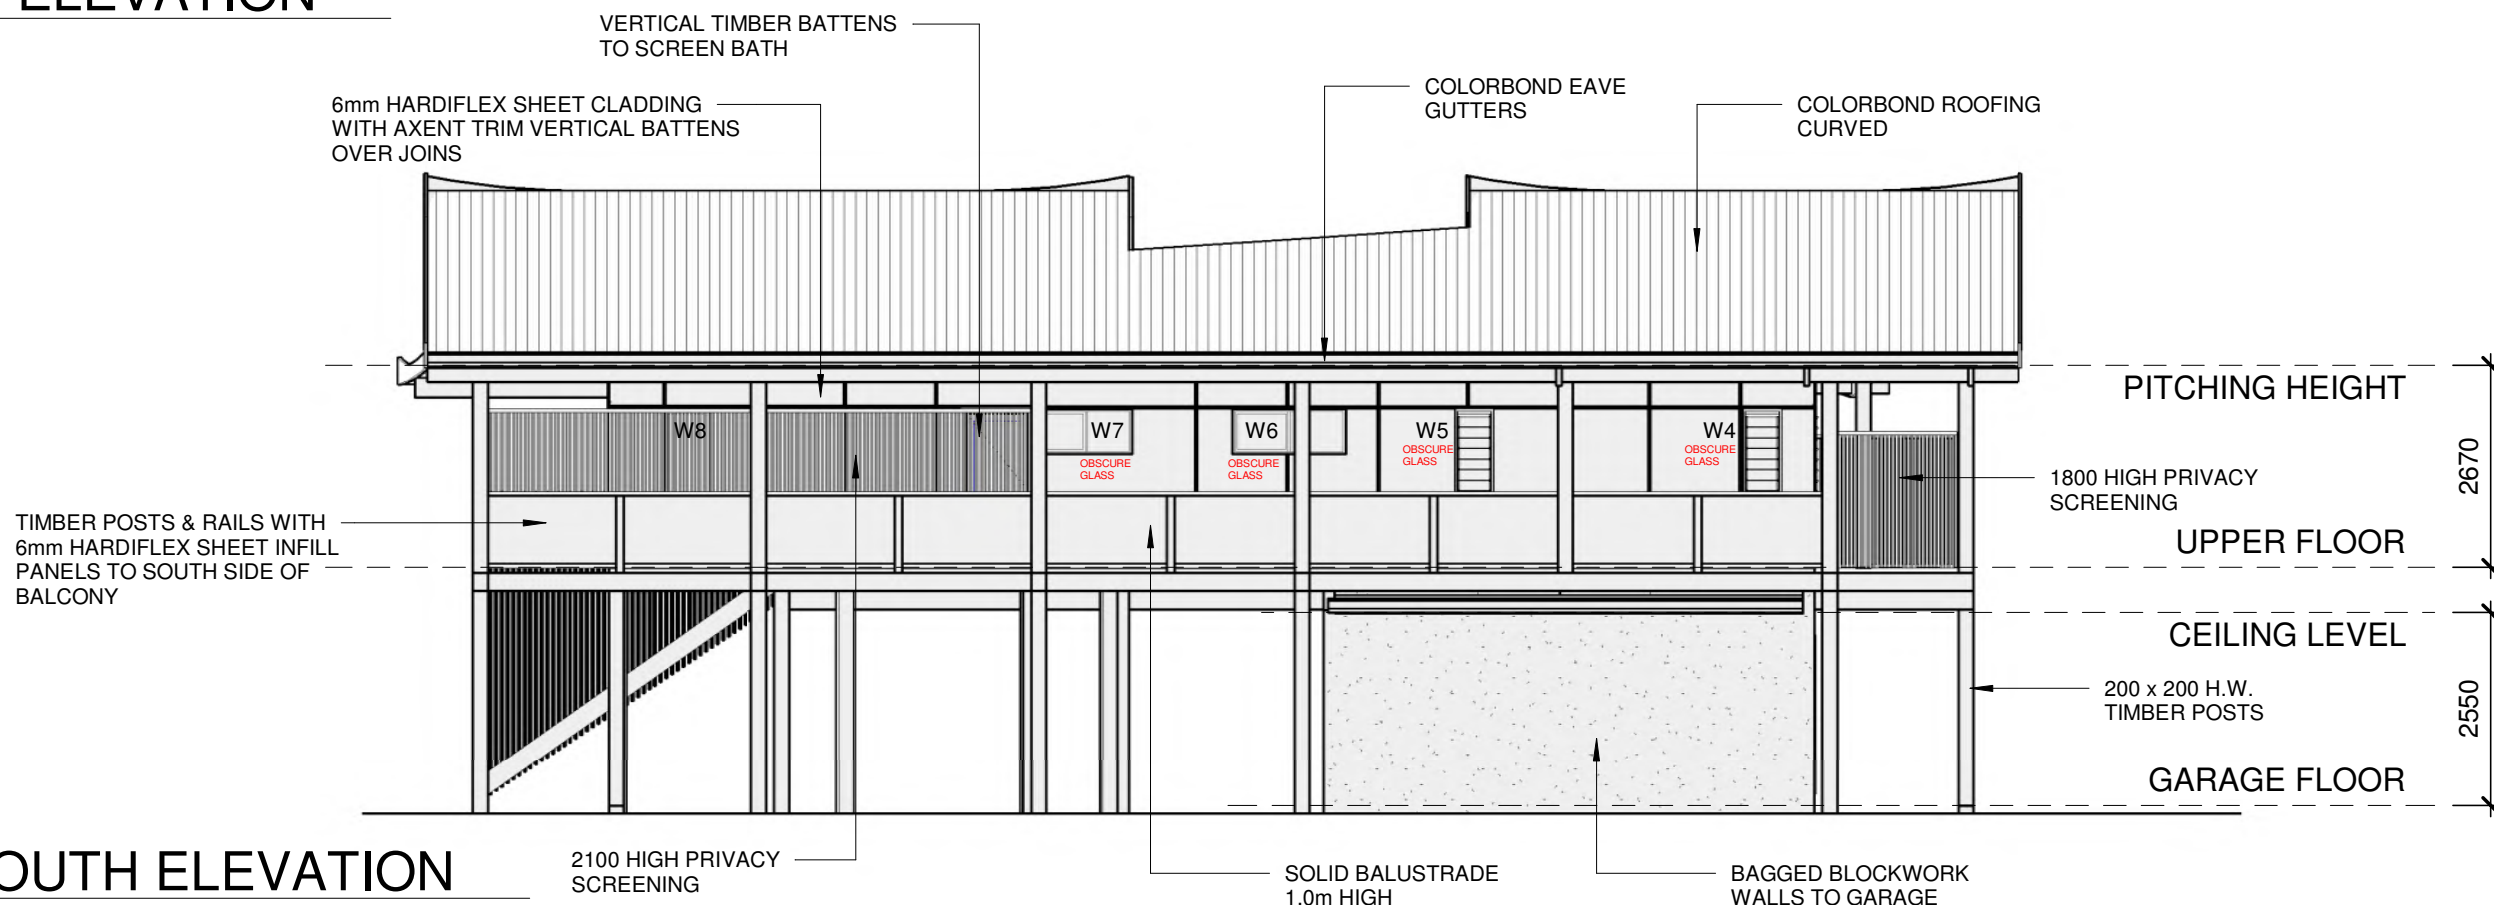 ELEVATION
VERTICAL TIMBER BATTENS
TO SCREEN BATH
6mm HARDIFLEX SHEET CLADDING
WITH AXENT TRIM VERTICAL BATTENS
OVER JOINS
COLORBOND EAVE
GUTTERS
COLORBOND ROOFING
CURVED
PITCHING HEIGHT
W8
W7
OBSCURE
GLASS
W6
OBSCURE
GLASS
W5
OBSCURE
GLASS
W4
OBSCURE
GLASS
2670
1800 HIGH PRIVACY
SCREENING
TIMBER POSTS & RAILS WITH
6mm HARDIFLEX SHEET INFILL
PANELS TO SOUTH SIDE OF
BALCONY
UPPER FLOOR
CEILING LEVEL
200 x 200 H.W.
TIMBER POSTS
2550
GARAGE FLOOR
OUTH ELEVATION
2100 HIGH PRIVACY
SCREENING
SOLID BALUSTRADE
1.0m HIGH
BAGGED BLOCKWORK
WALLS TO GARAGE